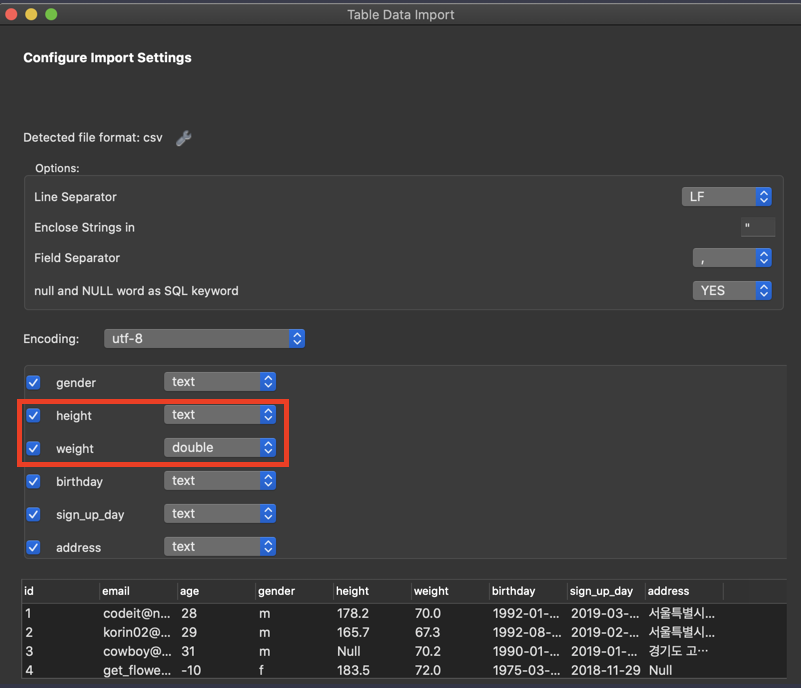 Table Data Import
Configure Import Settings
Detected file format: csv
Options:
Line Separator LF
Enclose Strings in "
Field Separator ,
null and NULL word as SQL keyword YES
Encoding: utf-8
gender text
height text
weight double
birthday text
sign_up_day text
address text
id email age gender height weight birthday sign_up_day address
1 codeit@n... 28 m 178.2 70.0 1992-01-... 2019-03-... 서울특별시...
2 korin02@... 29 m 165.7 67.3 1992-08-... 2019-02-... 서울특별시...
3 cowboy@... 31 m Null 70.2 1990-01-... 2019-01-... 경기도 고...
4 get_flowe... -10 f 183.5 72.0 1975-03-... 2018-11-29 Null